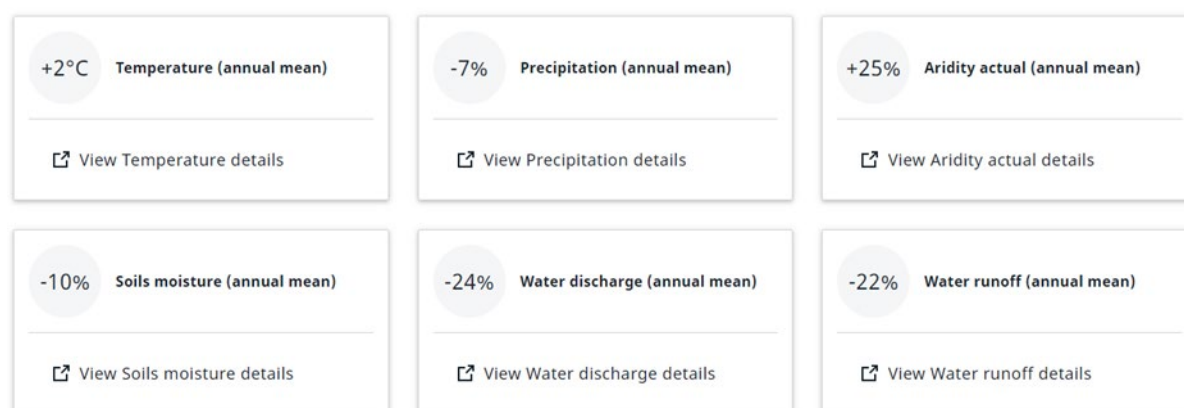 +2°C Temperature (annual mean)
-7% Precipitation (annual mean)
+25% Aridity actual (annual mean)
View Temperature details
View Precipitation details
View Aridity actual details
-10% Soils moisture (annual mean)
-24% Water discharge (annual mean)
-22% Water runoff (annual mean)
View Soils moisture details
View Water discharge details
View Water runoff details